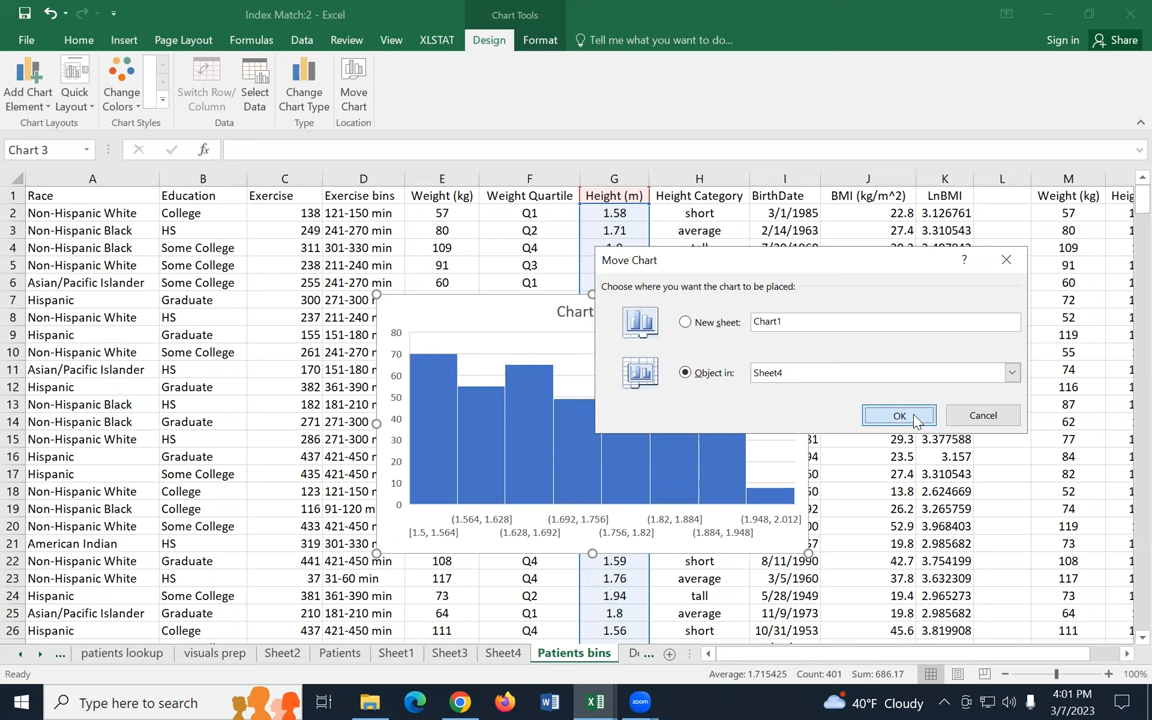 Index Match:2 - Excel
Chart Tools
File Home Insert Page Layout Formulas Data Review View XLSTAT Design Format Tell me what you want to do... Sign in Share
Add Chart Element Quick Layout Change Colors Switch Row/ Column Select Data Change Chart Type Move Chart
Chart Layouts Chart Styles Data Type Location
Chart 3 fx
A B C D E F G H I J K L M
1 Race Education Exercise Exercise bins Weight (kg) Weight Quartile Height (m) Height Category BirthDate BMI (kg/m^2) LnBMI Weight (kg)
2 Non-Hispanic White College 138 121-150 min 57 Q1 1.58 short 3/1/1985 22.8 3.126761 57
3 Non-Hispanic Black HS 249 241-270 min 80 Q2 1.71 average 2/14/1963 27.4 3.310543 80
4 Non-Hispanic Black Some College 311 301-330 min 109 Q4 109
5 Non-Hispanic White Some College 238 211-240 min 91 Q3 91
6 Asian/Pacific Islander Some College 255 241-270 min 60 Q1 60
7 Hispanic Graduate 300 271-300 72
8 Non-Hispanic White Graduate 237 211-240 52
9 Hispanic Graduate 155 151-180 119
10 Non-Hispanic White Some College 261 241-270 55
11 Asian/Pacific Islander Graduate 170 151-180 74
12 Hispanic Graduate 382 361-390 116
13 Non-Hispanic Black HS 182 181-210 87
14 Non-Hispanic Black Graduate 271 271-300 62
15 Non-Hispanic White HS 286 271-300 29.3 3.377588 77
16 Hispanic Graduate 437 421-450 23.5 3.157 84
17 Hispanic Some College 435 421-450 27.4 3.310543 82
18 Non-Hispanic White College 123 121-150 13.8 2.624669 52
19 Non-Hispanic Black College 116 91-120 26.2 3.265759 74
20 Non-Hispanic White Some College 433 421-450 52.9 3.968403 119
21 American Indian HS 319 301-330 19.8 2.985682 73
22 Non-Hispanic White Graduate 441 421-450 108 Q4 1.59 short 8/11/1990 42.7 3.754199 108
23 Non-Hispanic White HS 37 31-60 min 117 Q4 1.76 average 3/5/1960 37.8 3.632309 117
24 Hispanic Some College 381 361-390 73 Q2 1.94 tall 5/28/1949 19.4 2.965273 73
25 Asian/Pacific Islander Graduate 210 181-210 64 Q1 1.8 average 11/9/1973 19.8 2.985682 64
26 Hispanic College 437 421-450 111 Q4 1.56 short 10/31/1953 45.6 3.819908 111
Chart
80
70
60
50
40
30
20
10
0
[1.5, 1.564] (1.564, 1.628] (1.628, 1.692] (1.692, 1.756] (1.756, 1.82] (1.82, 1.884] (1.884, 1.948] (1.948, 2.012]
Move Chart ?
Choose where you want the chart to be placed:
New sheet: Chart1
Object in: Sheet4
OK Cancel
... patients lookup visuals prep Sheet2 Patients Sheet1 Sheet3 Sheet4 Patients bins ...
Ready Average: 1.715425 Count: 401 Sum: 686.17 100%
Type here to search 40°F Cloudy 4:01 PM
3/7/2023